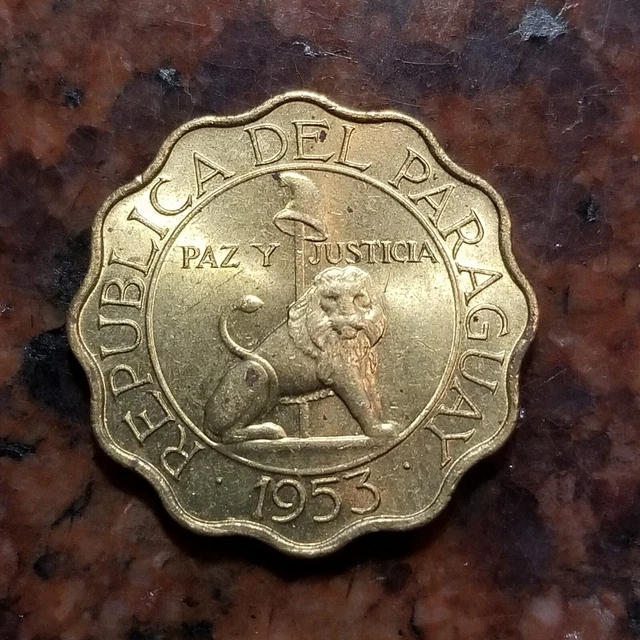 REPUBLICA DEL PARAGUAY
PAZ Y JUSTICIA
· 1953 ·